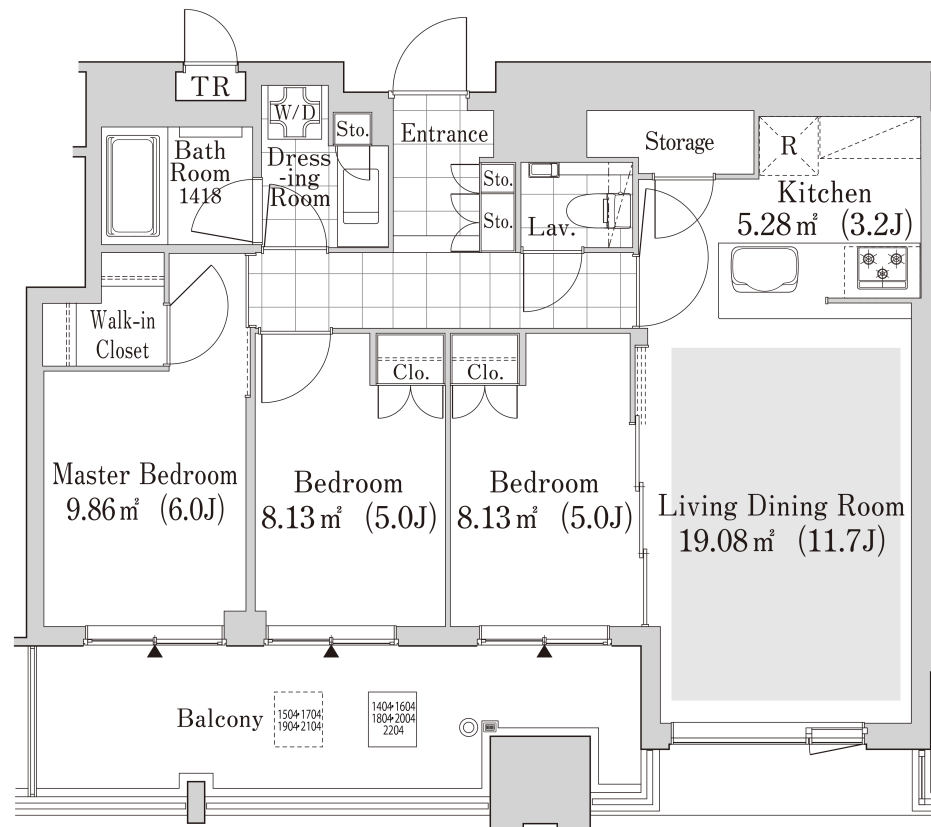 TR
W/D
Sto.
Entrance
Bath
Room
1418
Dress
-ing
Room
Sto.
Sto.
Lav.
Storage
R
Kitchen
5.28㎡ (3.2J)
Walk-in
Closet
Clo.
Clo.
Master Bedroom
9.86㎡ (6.0J)
Bedroom
8.13㎡ (5.0J)
Bedroom
8.13㎡ (5.0J)
Living Dining Room
19.08㎡ (11.7J)
Balcony
1504・1704
1904・2104
1404・1604
1804・2004
2204